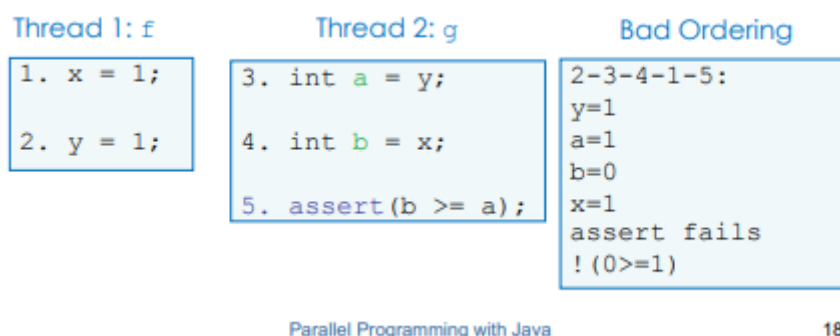 Thread 1: f
1. x = 1;
2. y = 1;
Thread 2: g
3. int a = y;
4. int b = x;
5. assert(b >= a);
Bad Ordering
2-3-4-1-5:
y=1
a=1
b=0
x=1
assert fails
!(0>=1)
Parallel Programming with Java
18